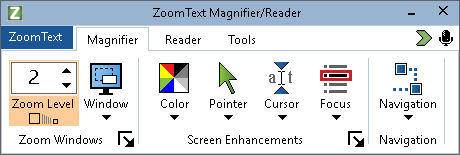 Z ZoomText Magnifier/Reader
ZoomText Magnifier Reader Tools
2
Zoom Level Window Color Pointer Cursor Focus Navigation
Zoom Windows Screen Enhancements Navigation